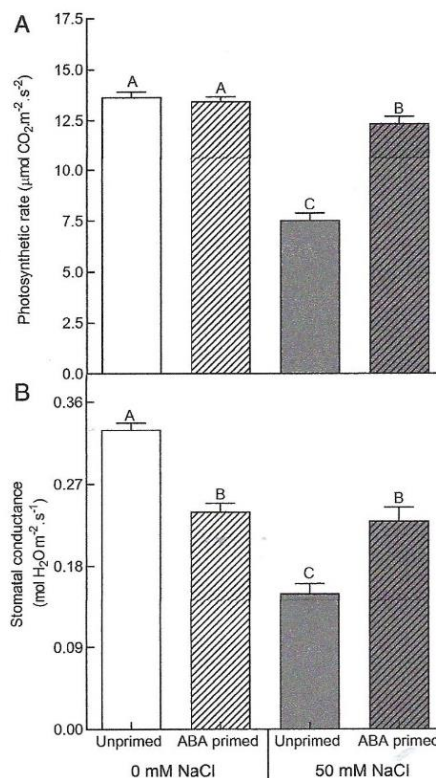 A
17.5
15.0
12.5
10.0
7.5
5.0
2.5
0.0
Photosynthetic rate (μmol CO₂.m⁻².s⁻²)
A
A
C
B
B
0.36
0.27
0.18
0.09
0.00
Stomatal conductance
(mol H₂O m⁻².s⁻¹)
A
B
C
B
Unprimed ABA primed Unprimed ABA primed
0 mM NaCl 50 mM NaCl